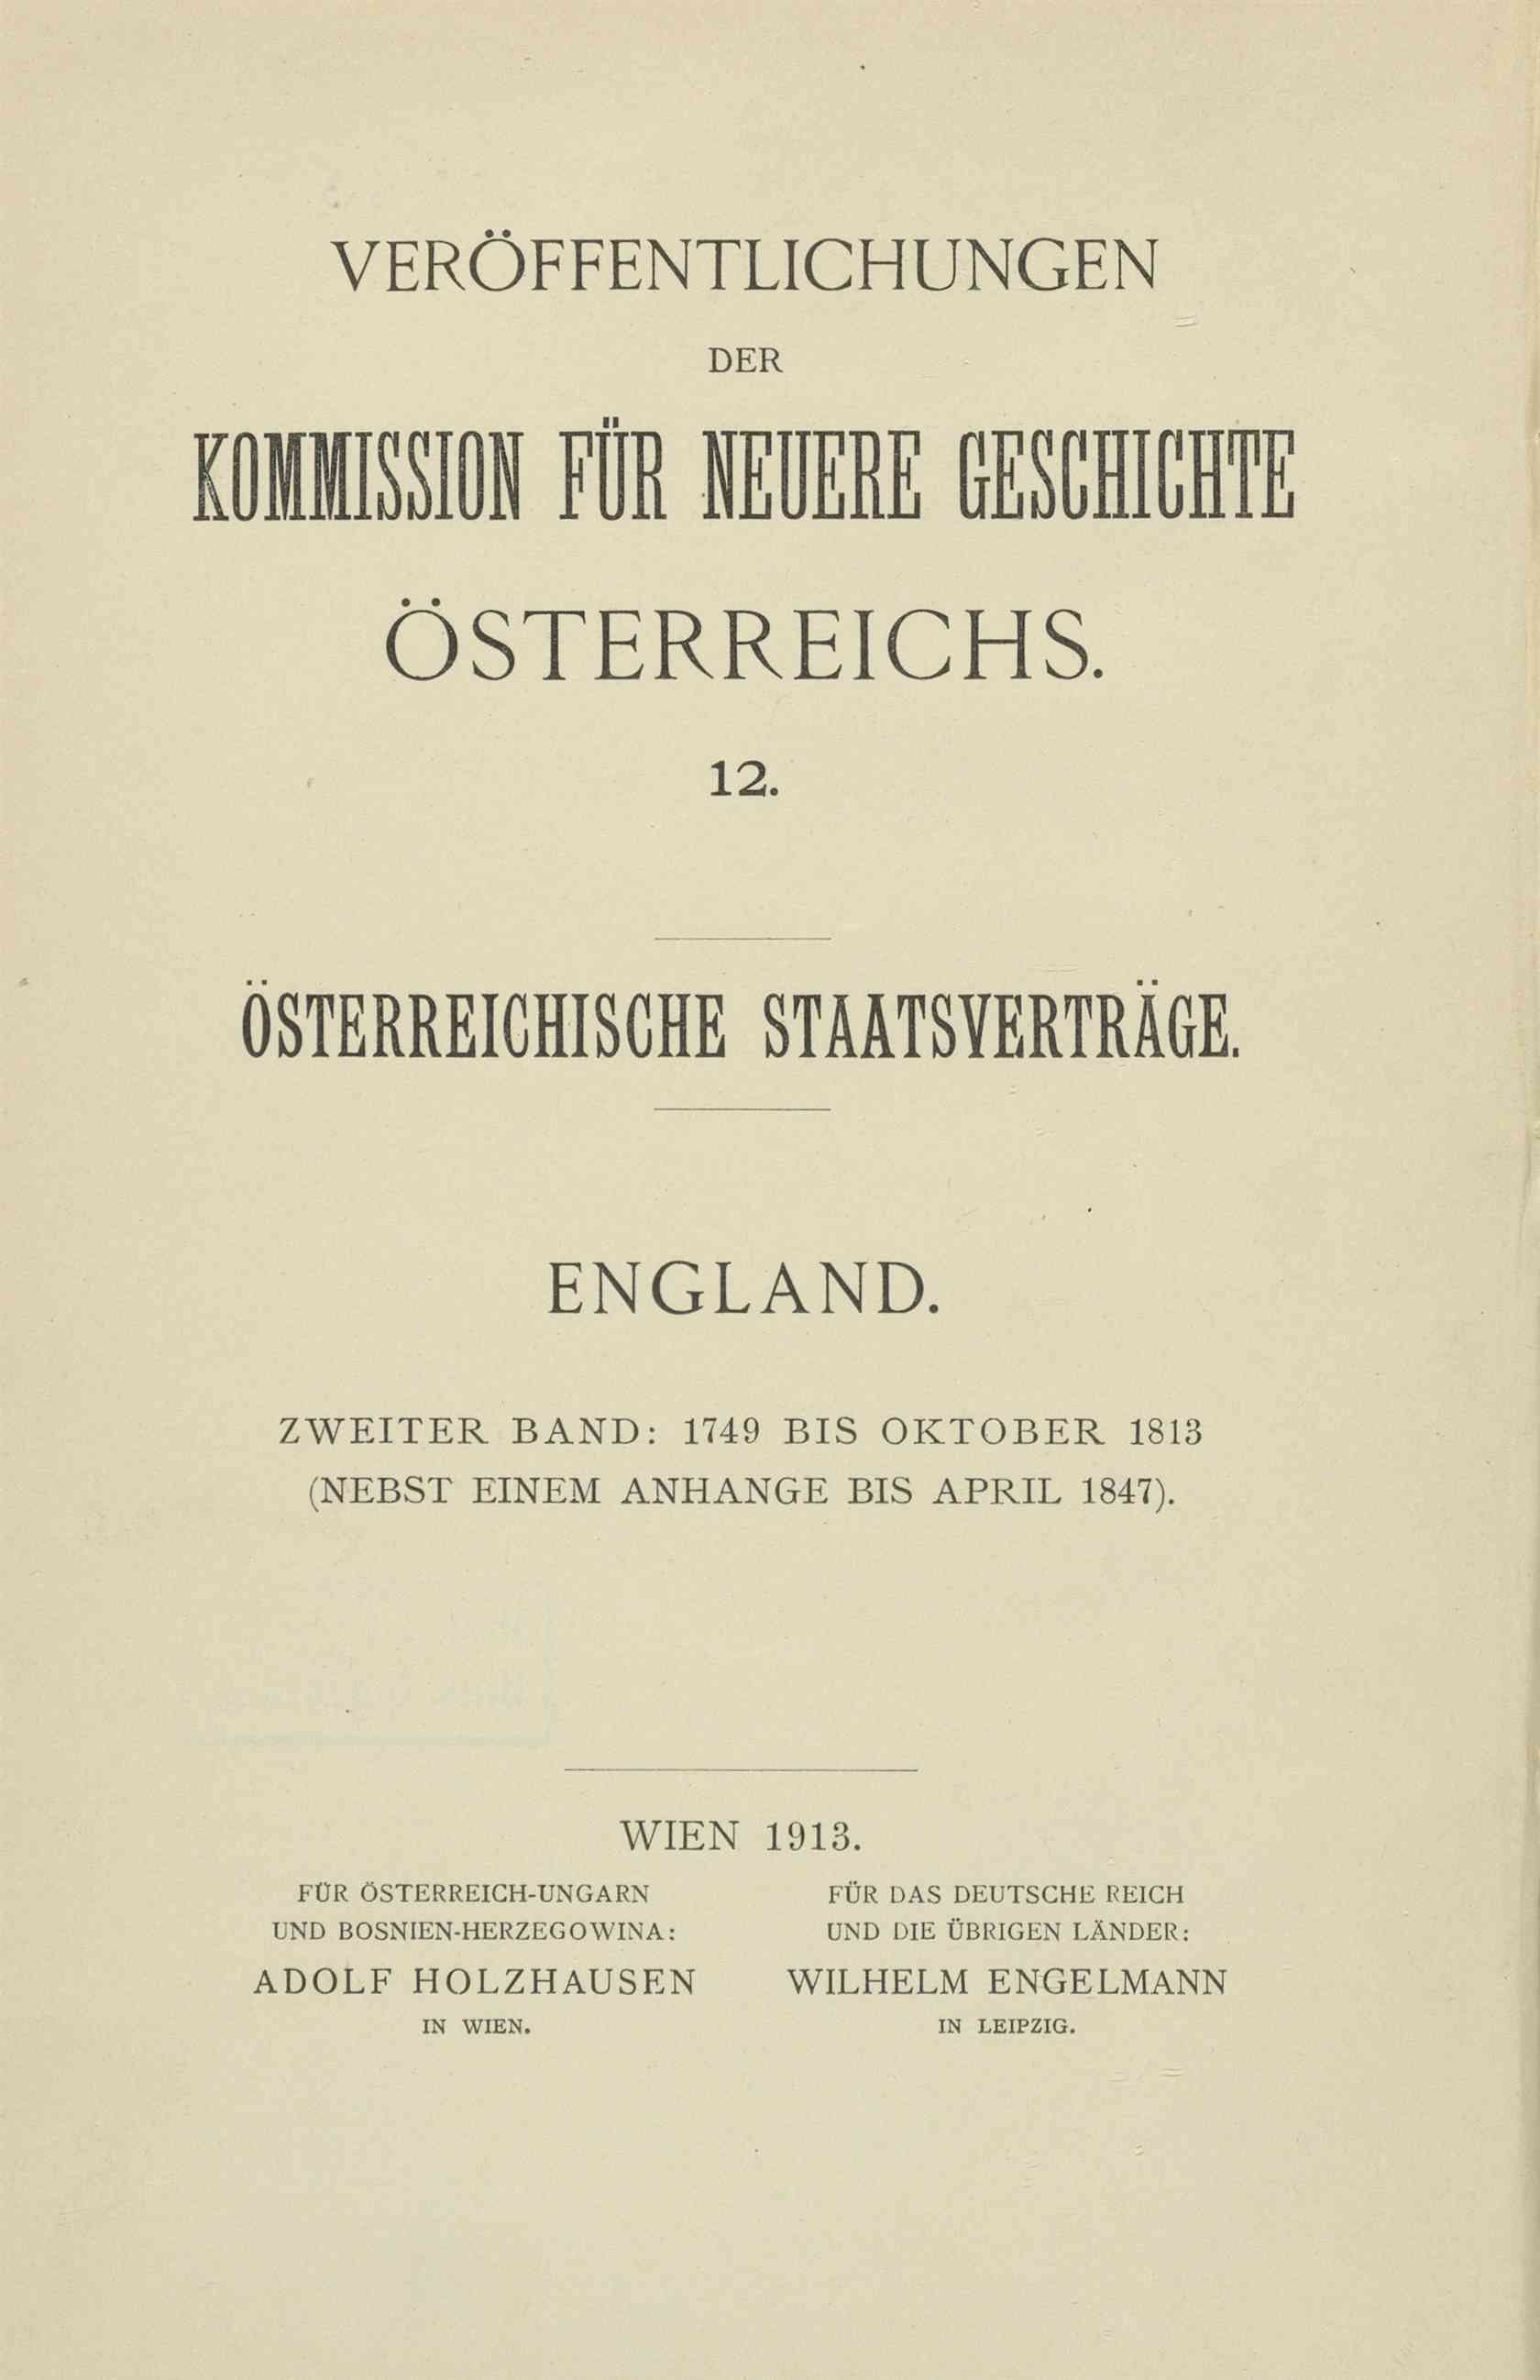 VERÖFFENTLICHUNGEN
DER
KOMMISSION FÜR NEUERE GESCHICHTE
ÖSTERREICHS.
12.
ÖSTERREICHISCHE STAATSVERTRÄGE.
ENGLAND.
ZWEITER BAND: 1749 BIS OKTOBER 1813
(NEBST EINEM ANHANGE BIS APRIL 1847).
WIEN 1913.
FÜR ÖSTERREICH-UNGARN
UND BOSNIEN-HERZEGOWINA:
ADOLF HOLZHAUSEN
IN WIEN.
FÜR DAS DEUTSCHE REICH
UND DIE ÜBRIGEN LÄNDER:
WILHELM ENGELMANN
IN LEIPZIG.